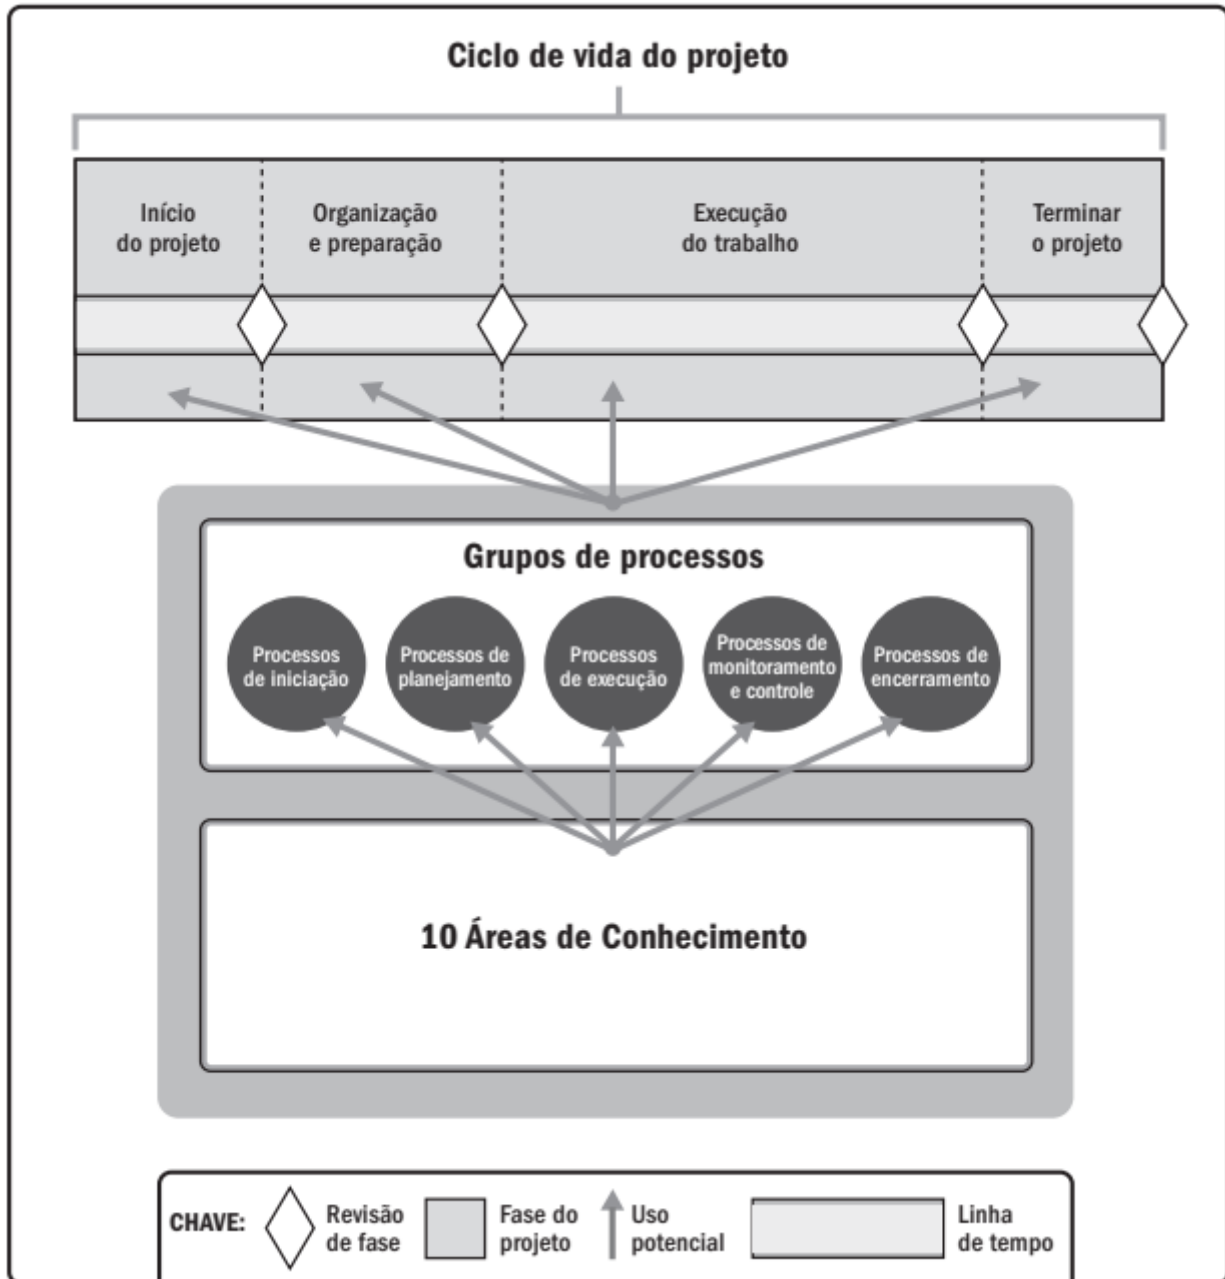 Ciclo de vida do projeto
Início
do projeto
Organização
e preparação
Execução
do trabalho
Terminar
o projeto
Grupos de processos
Processos
de iniciação
Processos de
planejamento
Processos
de execução
Processos de
monitoramento
e controle
Processos de
encerramento
10 Áreas de Conhecimento
CHAVE:
Revisão
de fase
Fase do
projeto
Uso
potencial
Linha
de tempo